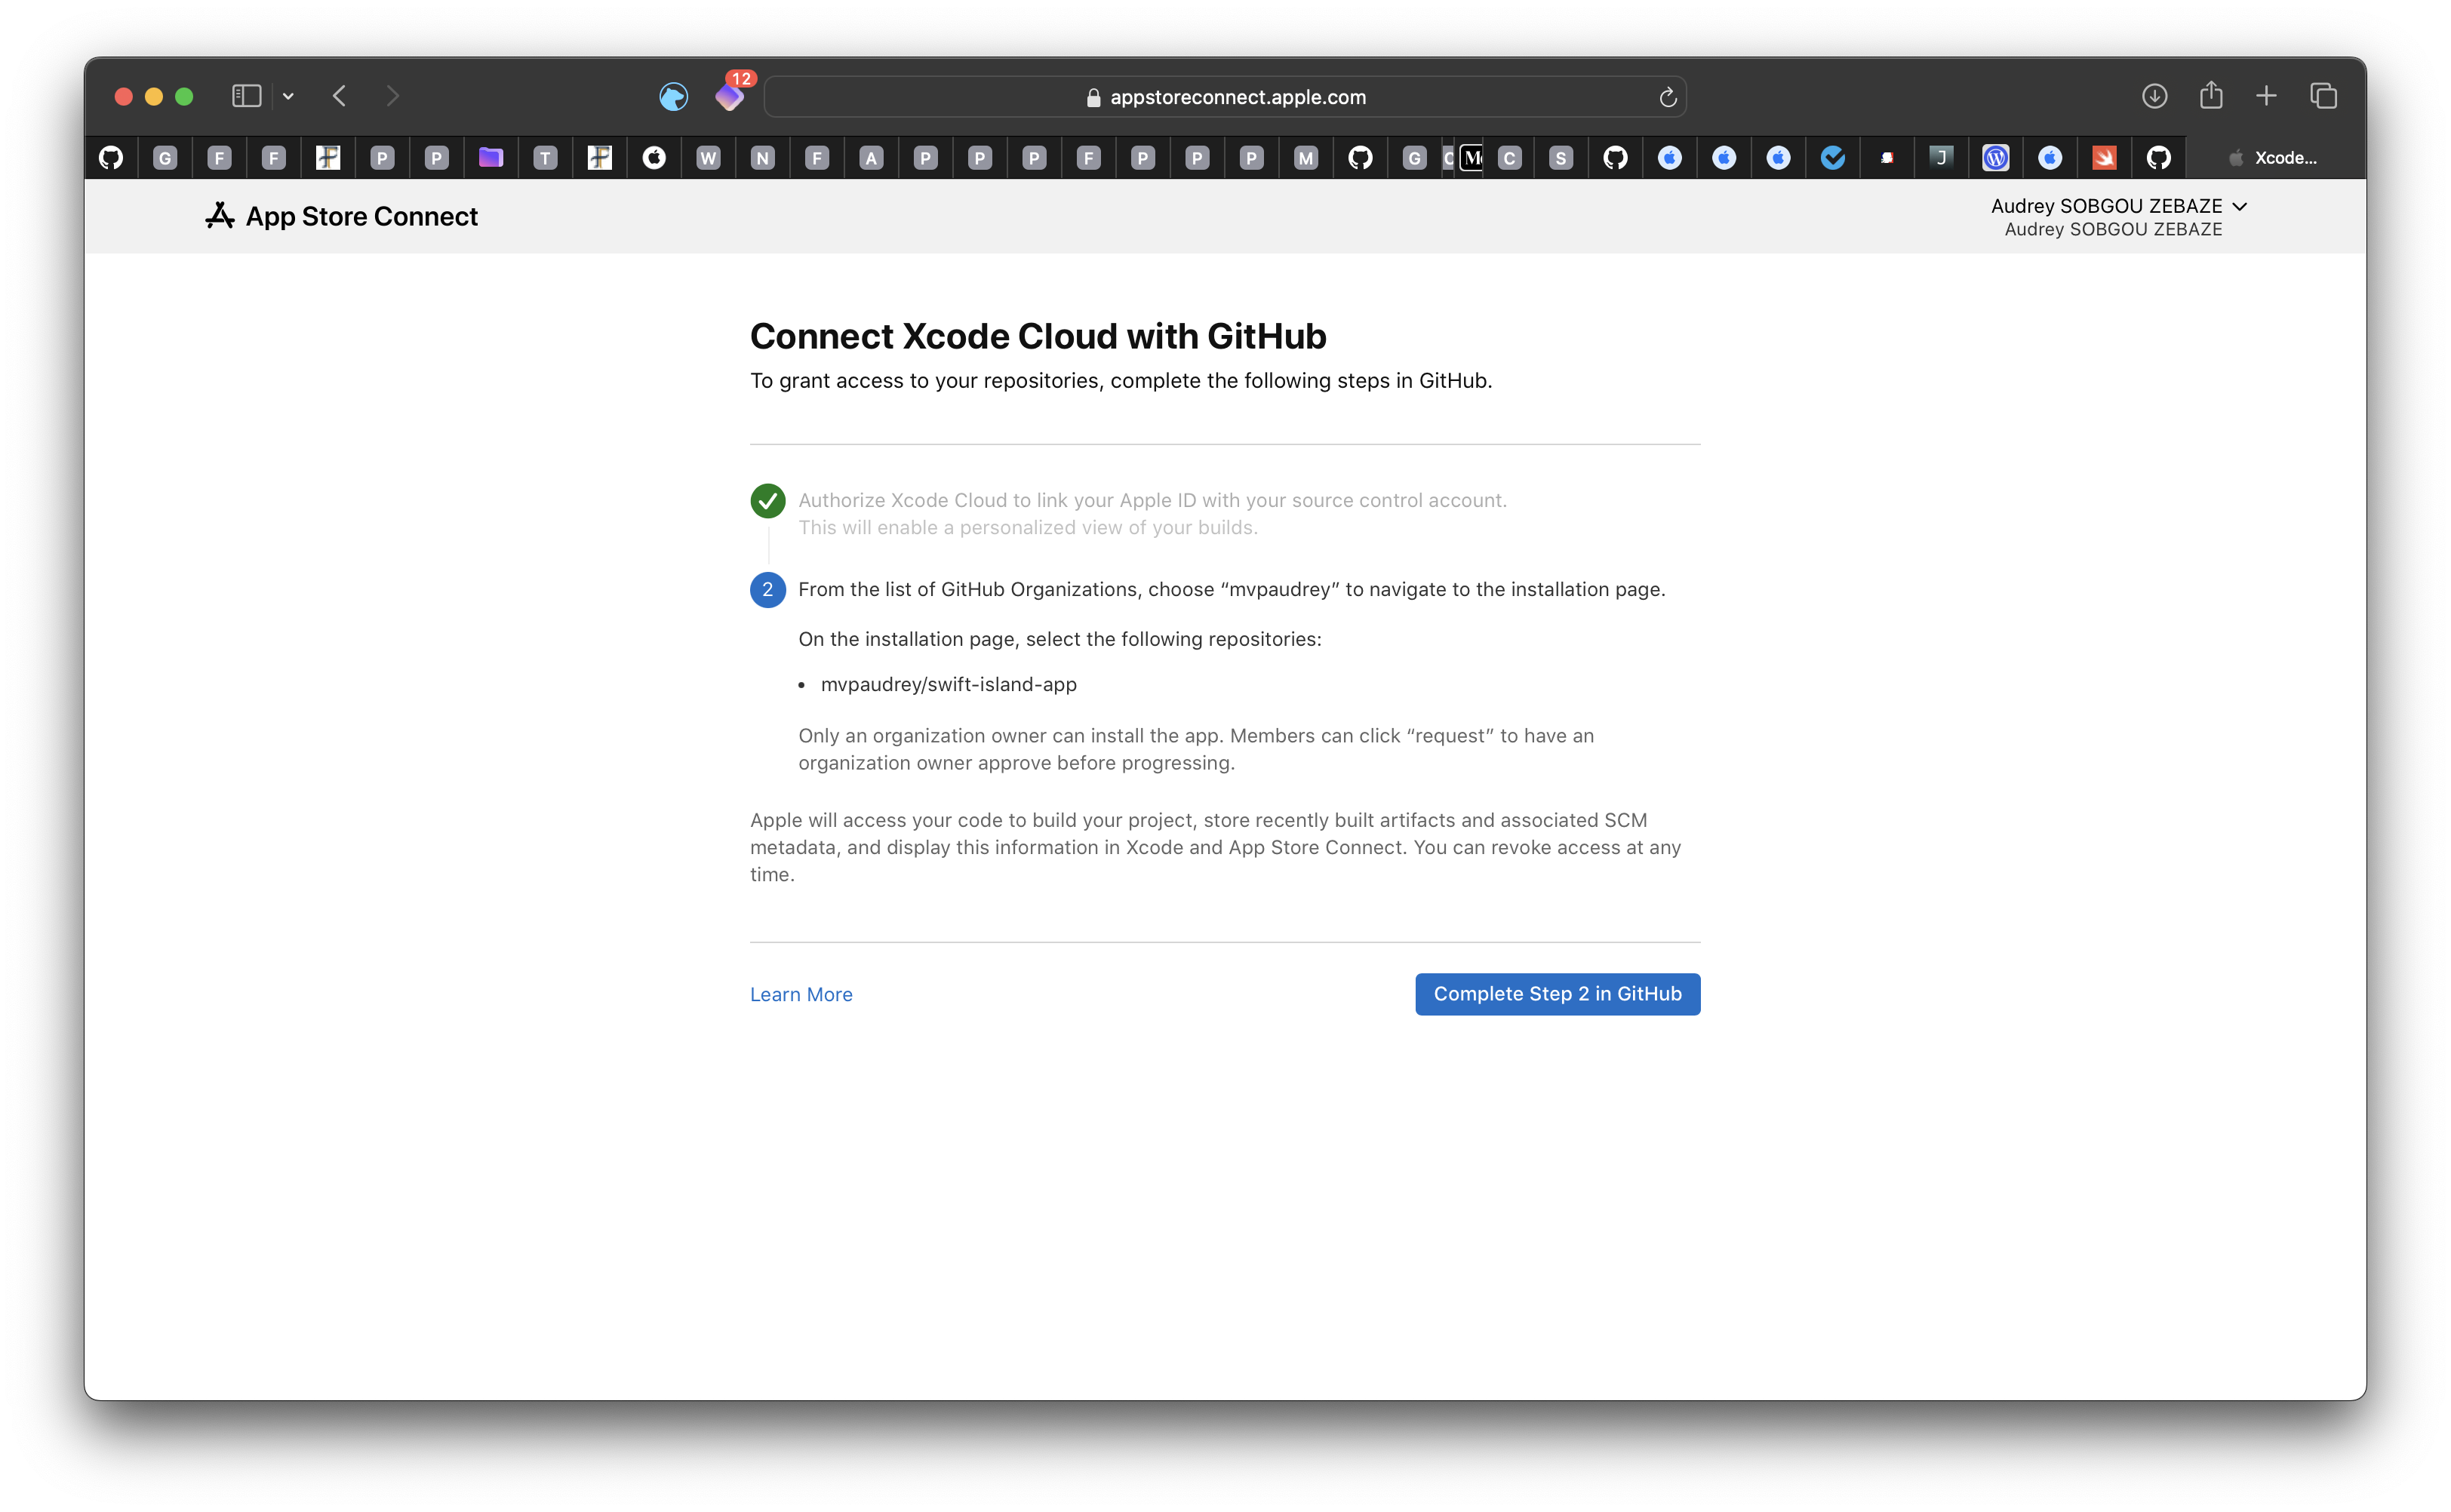 12
appstoreconnect.apple.com
G F F P P T W N F A P P P F P P P M G C M C S J Xcode...
App Store Connect
Audrey SOBGOU ZEBAZE
Audrey SOBGOU ZEBAZE
Connect Xcode Cloud with GitHub
To grant access to your repositories, complete the following steps in GitHub.
Authorize Xcode Cloud to link your Apple ID with your source control account.
This will enable a personalized view of your builds.
2 From the list of GitHub Organizations, choose “mvpaudrey” to navigate to the installation page.
On the installation page, select the following repositories:
• mvpaudrey/swift-island-app
Only an organization owner can install the app. Members can click “request” to have an
organization owner approve before progressing.
Apple will access your code to build your project, store recently built artifacts and associated SCM
metadata, and display this information in Xcode and App Store Connect. You can revoke access at any
time.
Learn More
Complete Step 2 in GitHub